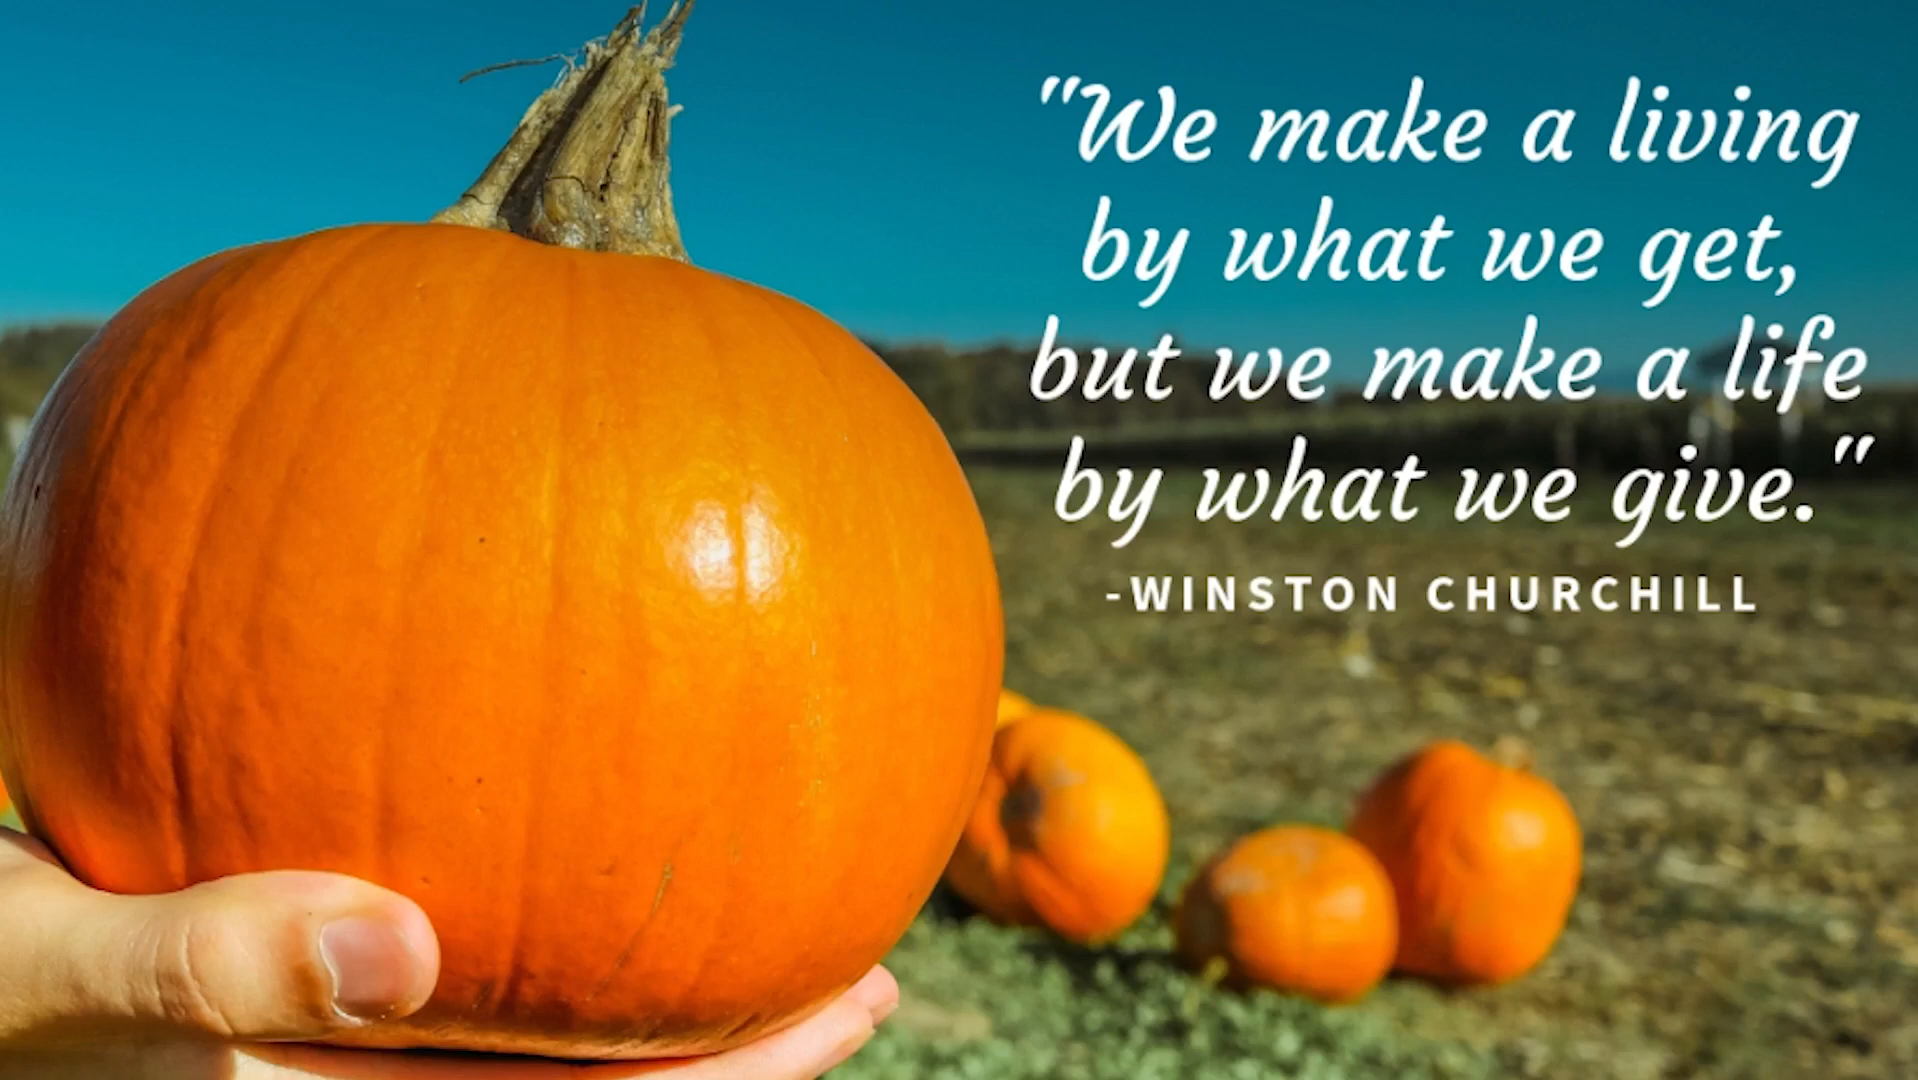 "We make a living
by what we get,
but we make a life
by what we give."
-WINSTON CHURCHILL